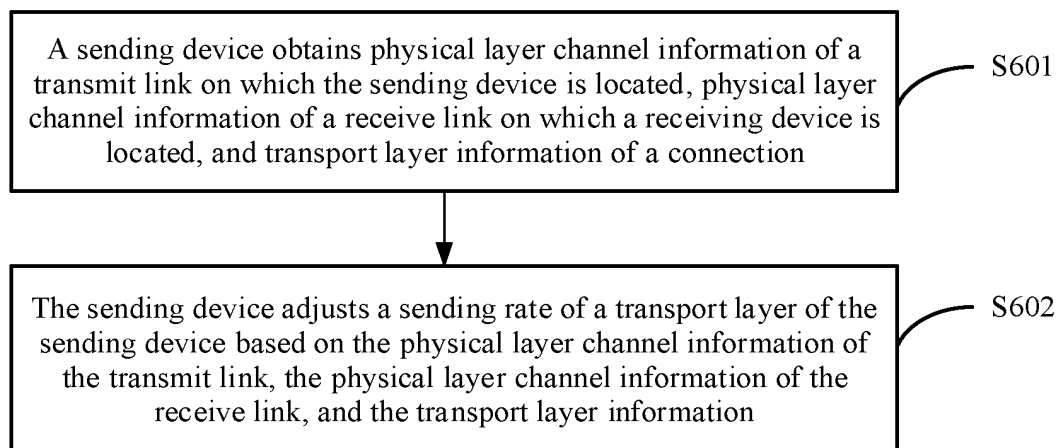 A sending device obtains physical layer channel information of a
transmit link on which the sending device is located, physical layer
channel information of a receive link on which a receiving device is
located, and transport layer information of a connection
S601
The sending device adjusts a sending rate of a transport layer of the
sending device based on the physical layer channel information of
the transmit link, the physical layer channel information of the
receive link, and the transport layer information
S602